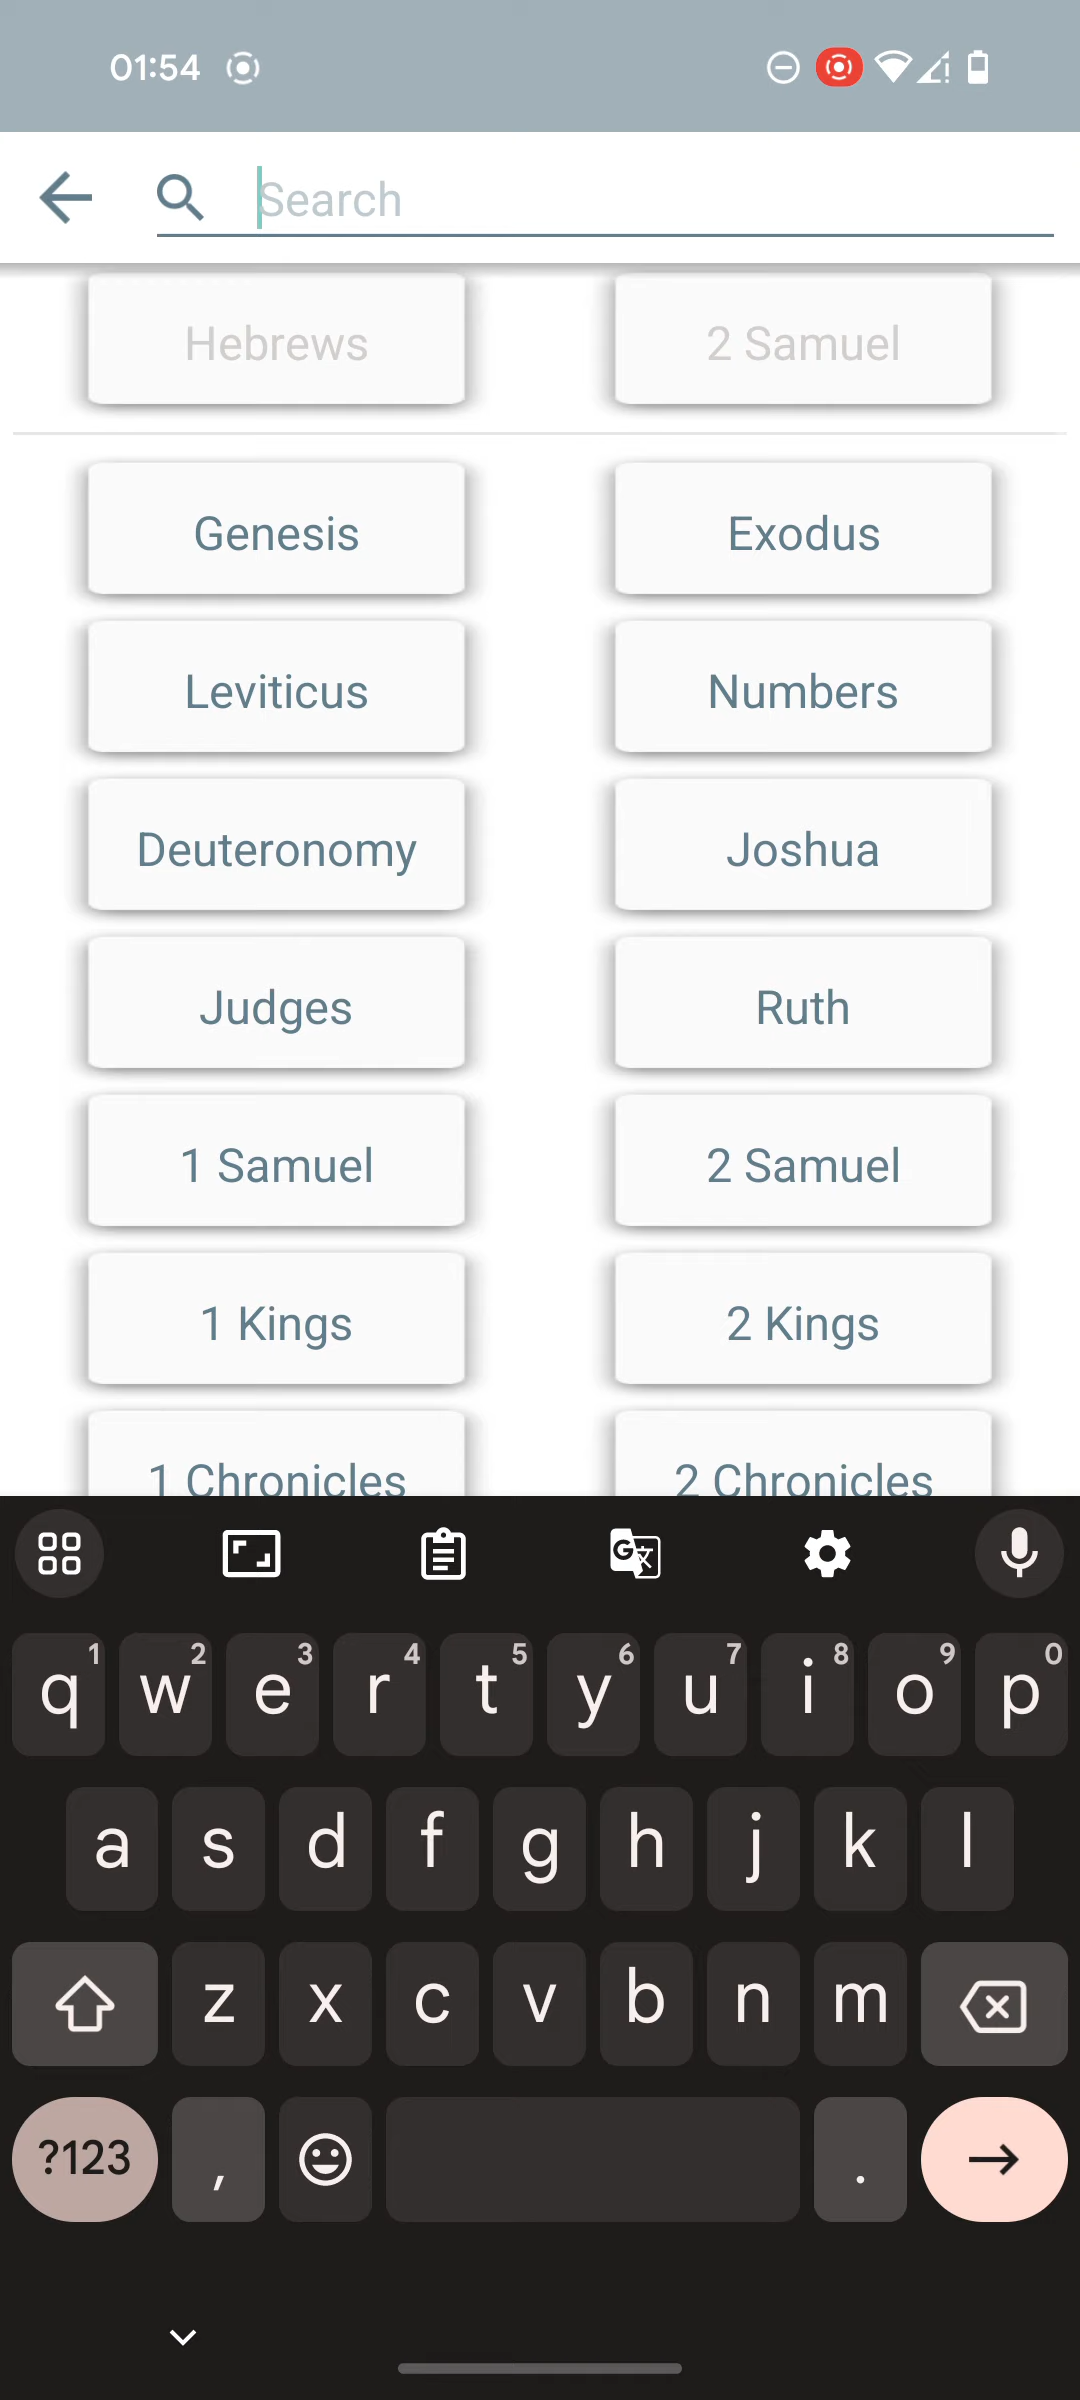 01:54
Search
Hebrews 2 Samuel
Genesis Exodus
Leviticus Numbers
Deuteronomy Joshua
Judges Ruth
1 Samuel 2 Samuel
1 Kings 2 Kings
1 Chronicles 2 Chronicles
q1 w2 e3 r4 t5 y6 u7 i8 o9 p0
a s d f g h j k l
z x c v b n m
?123 , .